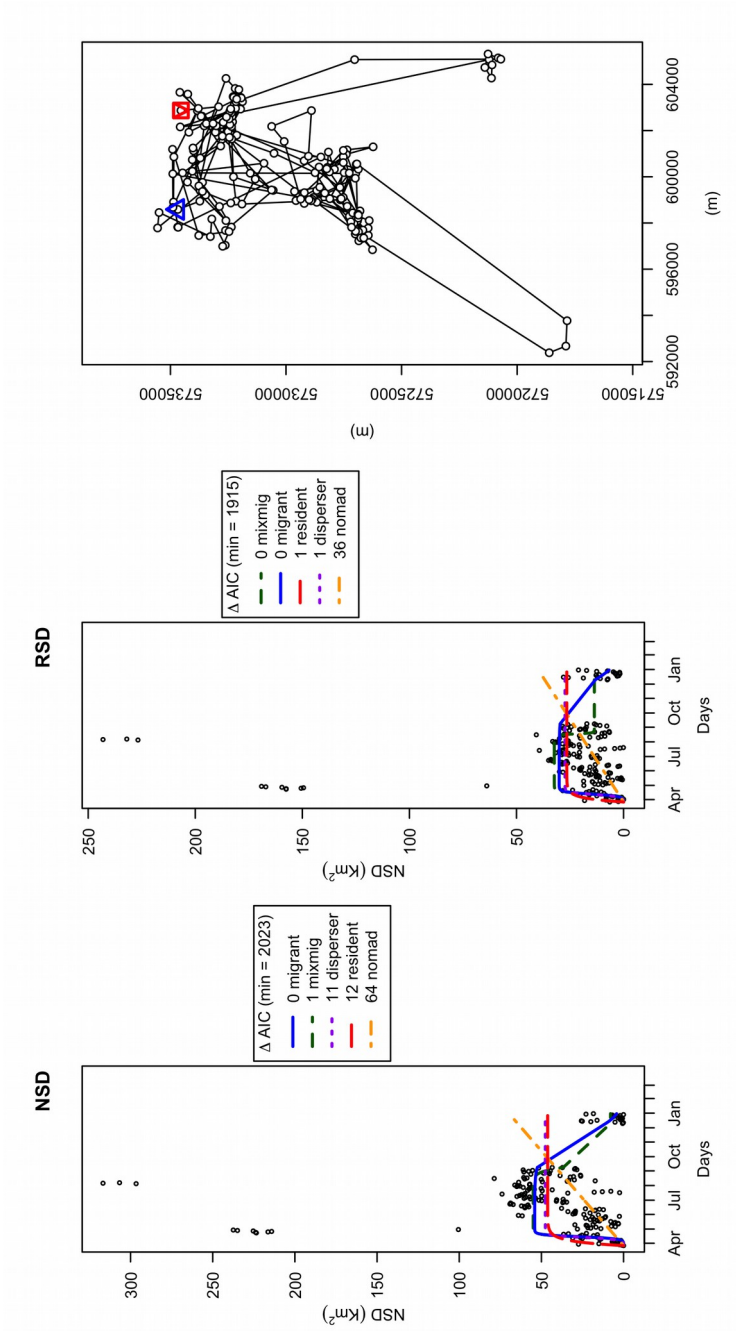 NSD
300
250
200
150
100
50
0
NSD (Km²)
Apr
Jul
Oct
Jan
Days
Δ AIC (min = 2023)
0 migrant
1 mixmig
11 disperser
12 resident
64 nomad
RSD
250
200
150
100
50
0
NSD (Km²)
Apr
Jul
Oct
Jan
Days
Δ AIC (min = 1915)
0 mixmig
0 migrant
1 resident
1 disperser
36 nomad
5735000
5730000
5725000
5720000
5715000
(m)
592000
596000
600000
604000
(m)